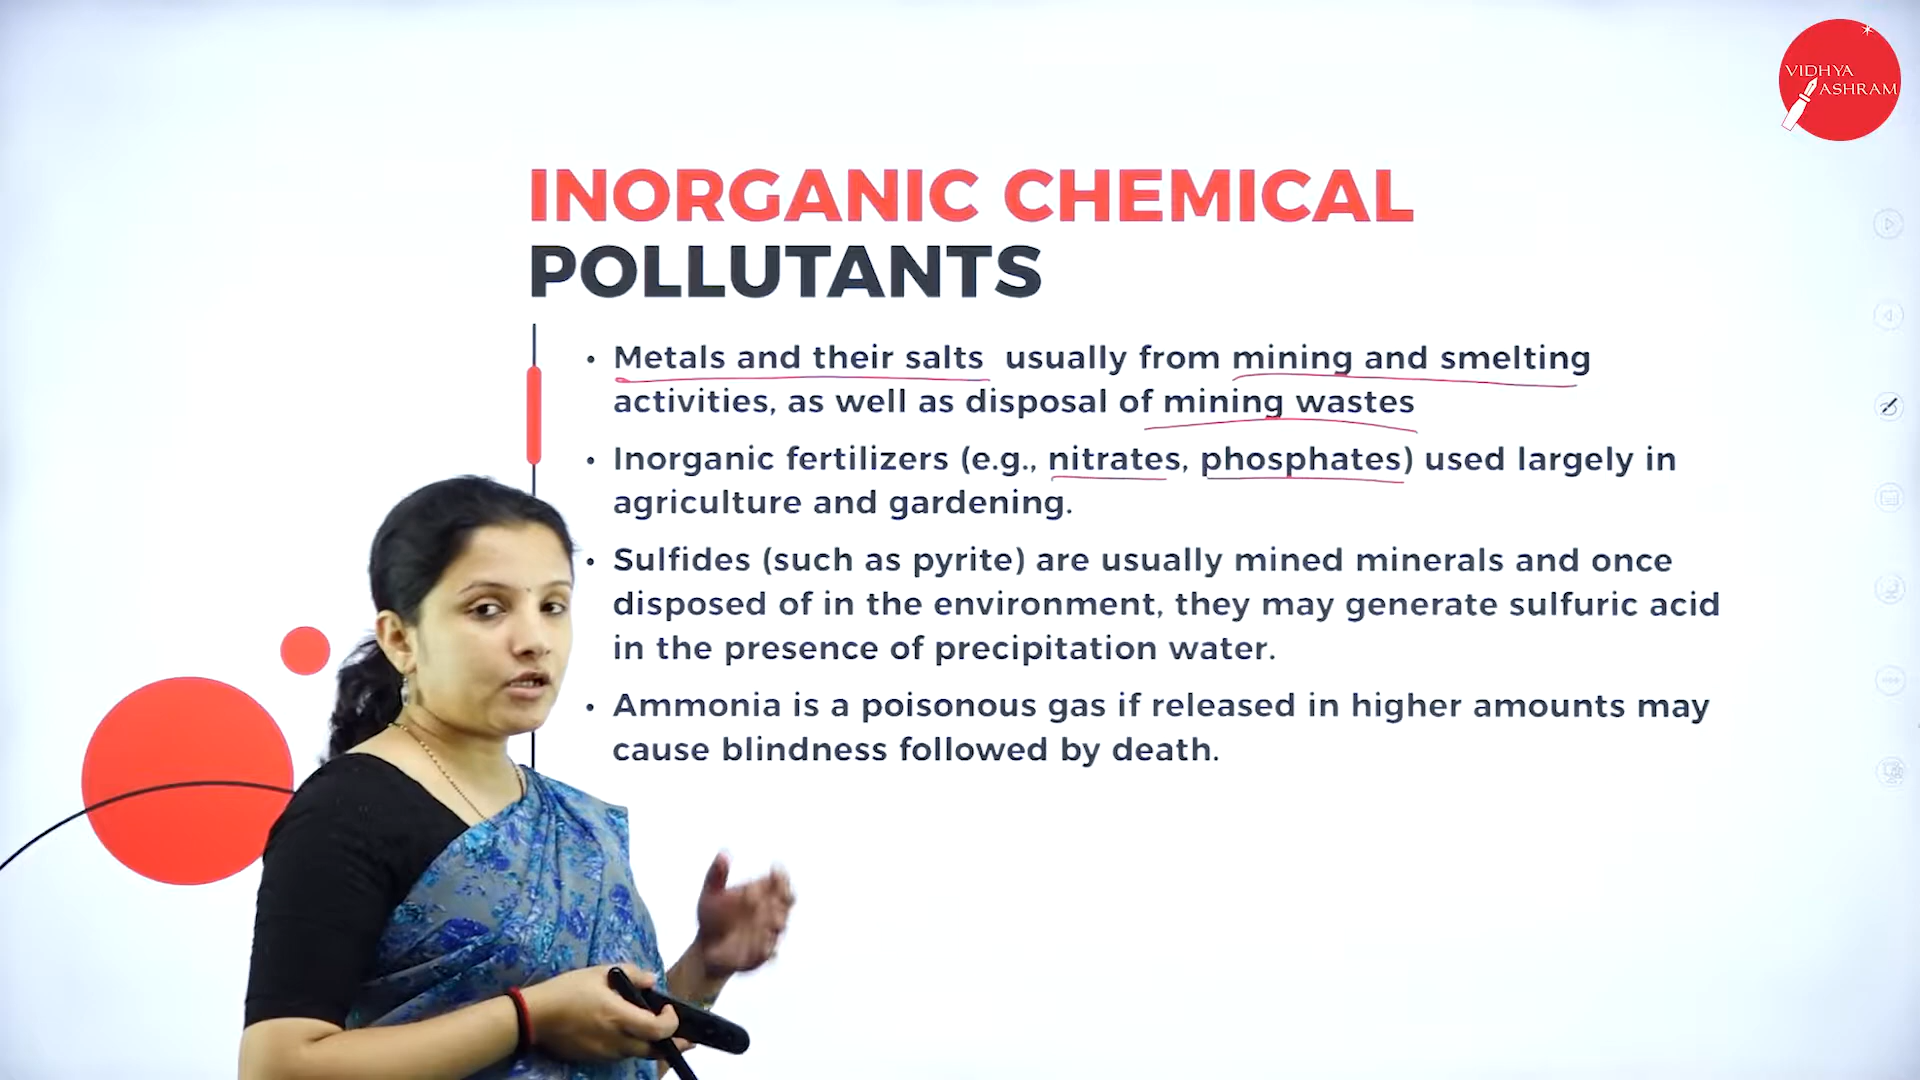 VIDHYA
ASHRAM
INORGANIC CHEMICAL
POLLUTANTS
• Metals and their salts usually from mining and smelting
activities, as well as disposal of mining wastes
• Inorganic fertilizers (e.g., nitrates, phosphates) used largely in
agriculture and gardening.
• Sulfides (such as pyrite) are usually mined minerals and once
disposed of in the environment, they may generate sulfuric acid
in the presence of precipitation water.
• Ammonia is a poisonous gas if released in higher amounts may
cause blindness followed by death.